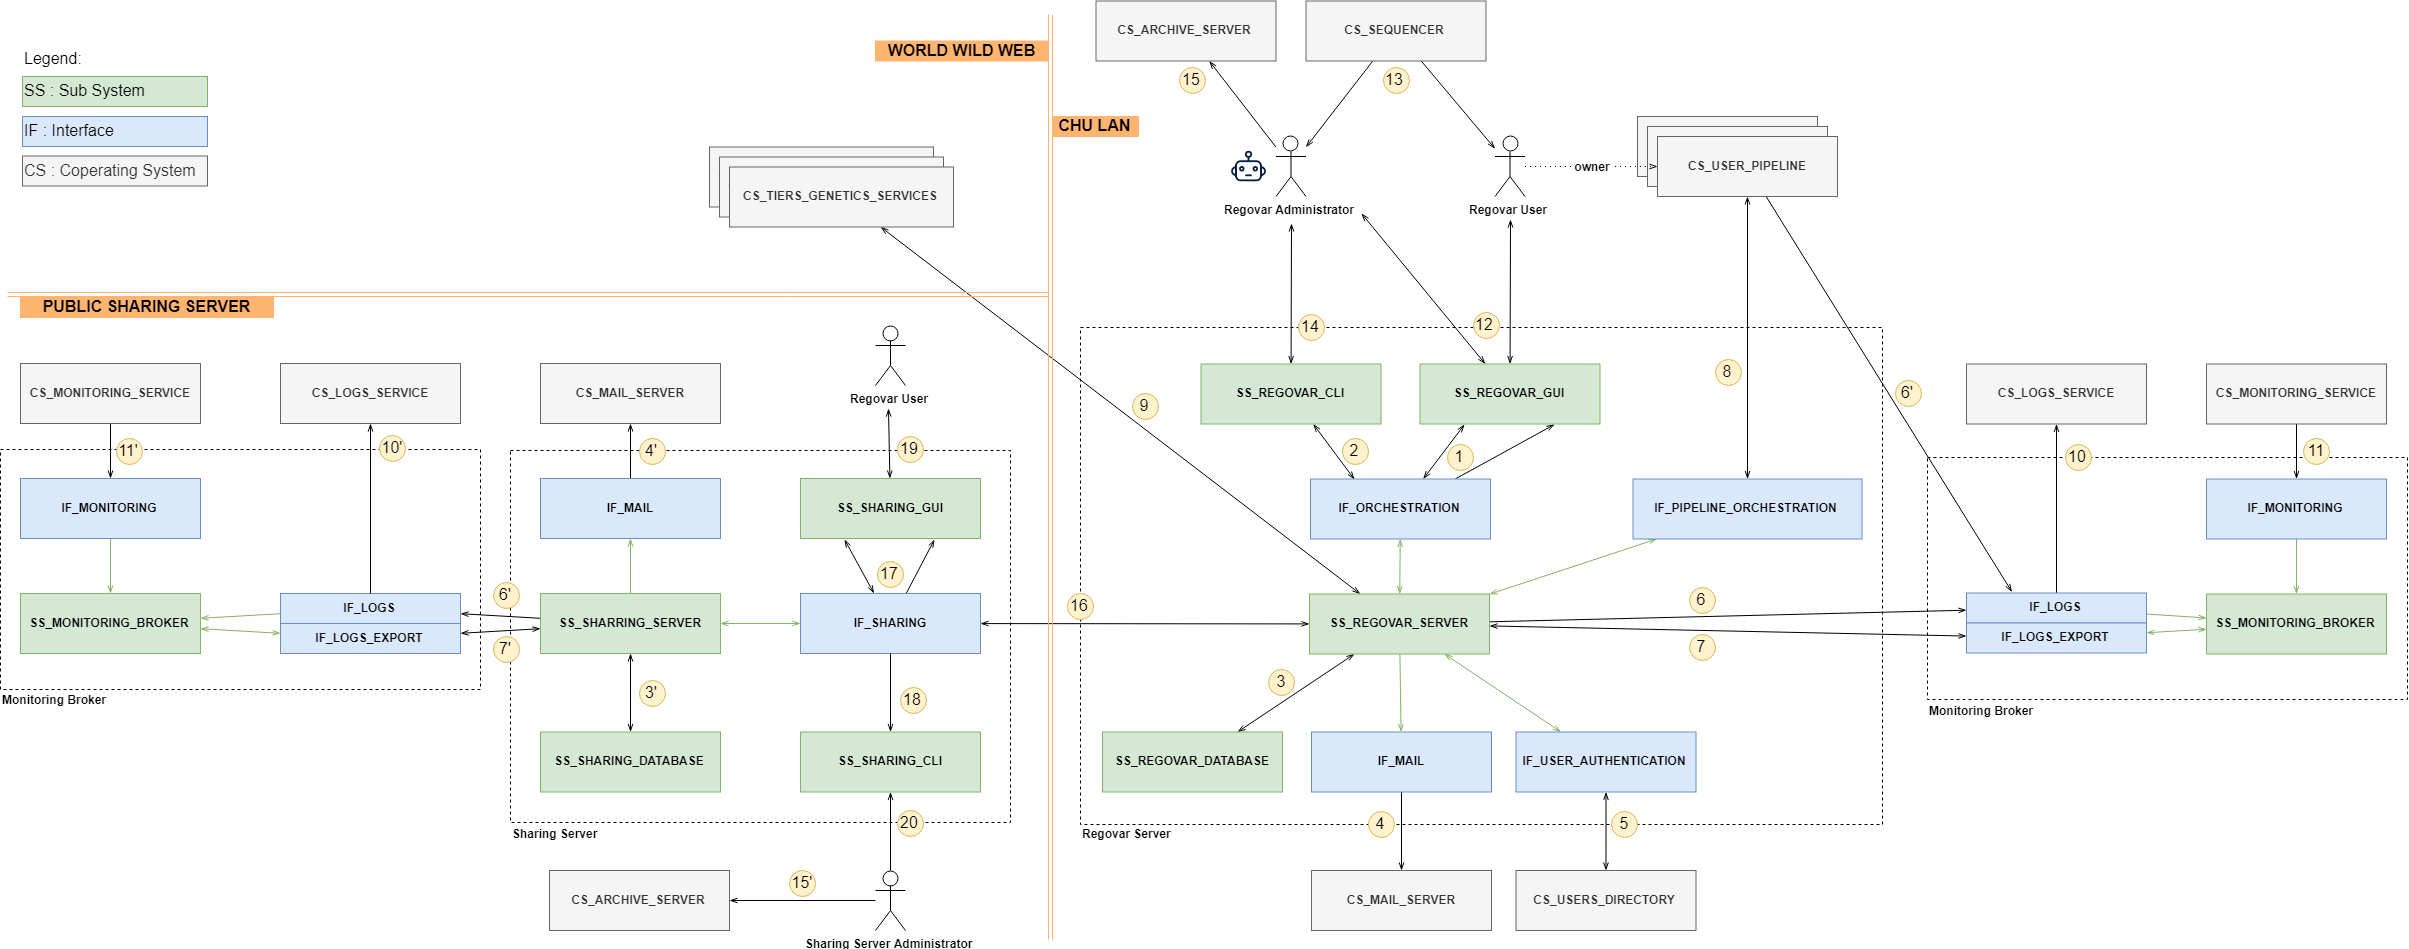 CS_ARCHIVE_SERVER
CS_SEQUENCER
WORLD WILD WEB
Legend:
SS : Sub System
IF : Interface
CS : Coperating System
15
13
CHU LAN
owner
CS_USER_PIPELINE
CS_TIERS_GENETICS_SERVICES
Regovar Administrator
Regovar User
PUBLIC SHARING SERVER
14
12
8
6'
9
CS_MONITORING_SERVICE
CS_LOGS_SERVICE
CS_MAIL_SERVER
Regovar User
SS_REGOVAR_CLI
SS_REGOVAR_GUI
CS_LOGS_SERVICE
CS_MONITORING_SERVICE
11'
10'
4'
19
2
1
10
11
IF_MONITORING
IF_MAIL
SS_SHARING_GUI
IF_ORCHESTRATION
IF_PIPELINE_ORCHESTRATION
IF_MONITORING
17
6'
16
6
SS_MONITORING_BROKER
IF_LOGS
IF_LOGS_EXPORT
SS_SHARRING_SERVER
IF_SHARING
SS_REGOVAR_SERVER
IF_LOGS
IF_LOGS_EXPORT
SS_MONITORING_BROKER
7'
7
3'
18
3
Monitoring Broker
Monitoring Broker
SS_SHARING_DATABASE
SS_SHARING_CLI
SS_REGOVAR_DATABASE
IF_MAIL
IF_USER_AUTHENTICATION
20
4
5
Sharing Server
Regovar Server
15'
CS_ARCHIVE_SERVER
CS_MAIL_SERVER
CS_USERS_DIRECTORY
Sharing Server Administrator